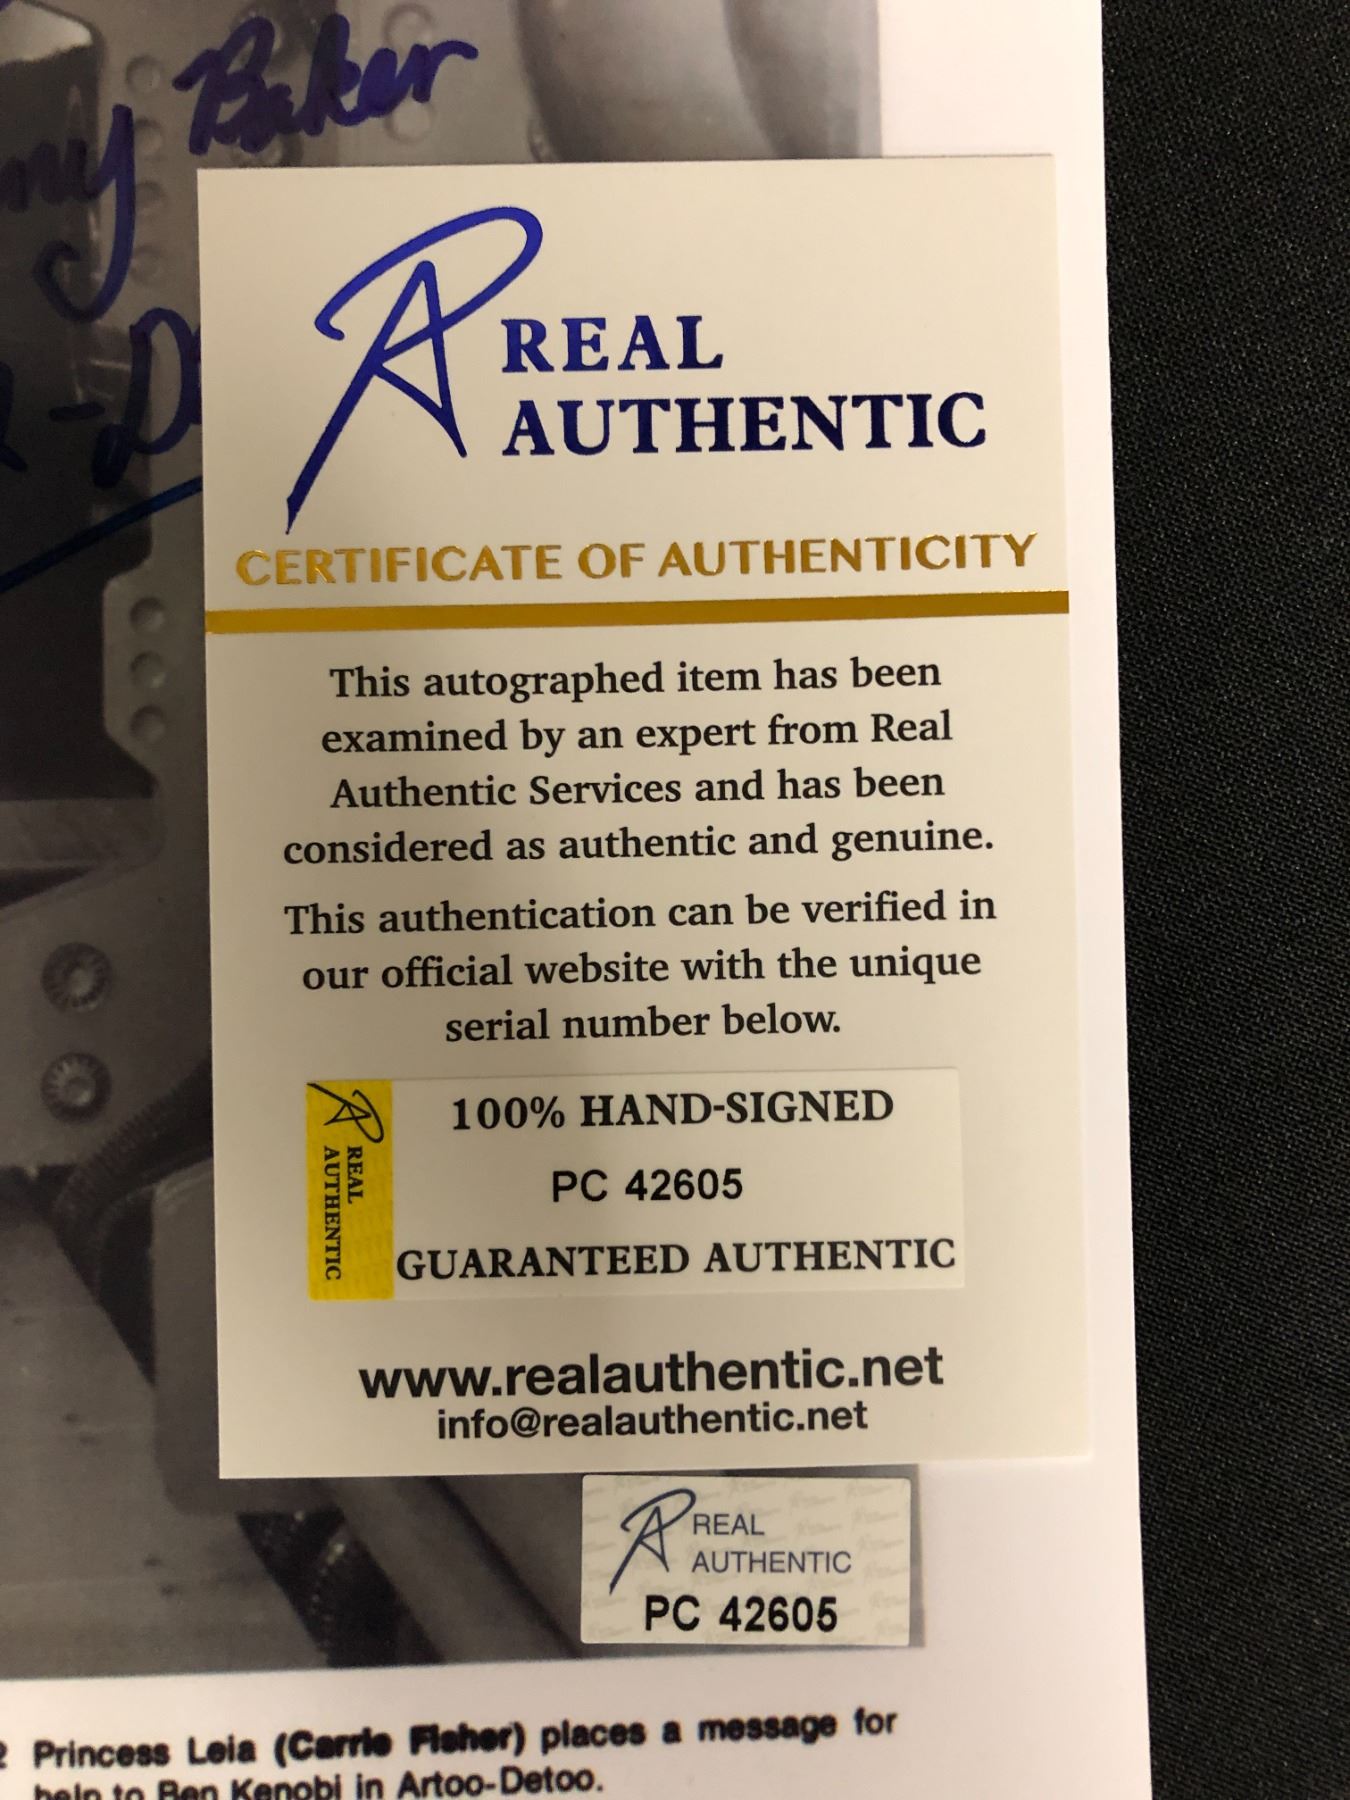 Baker
REAL
AUTHENTIC
CERTIFICATE OF AUTHENTICITY
This autographed item has been
examined by an expert from Real
Authentic Services and has been
considered as authentic and genuine.
This authentication can be verified in
our official website with the unique
serial number below.
REAL
AUTHENTIC
100% HAND-SIGNED
PC 42605
GUARANTEED AUTHENTIC
www.realauthentic.net
info@realauthentic.net
REAL
AUTHENTIC
PC 42605
Princess Leia (Carrie Fisher) places a message for
help to Ben Kenobi in Artoo-Detoo.